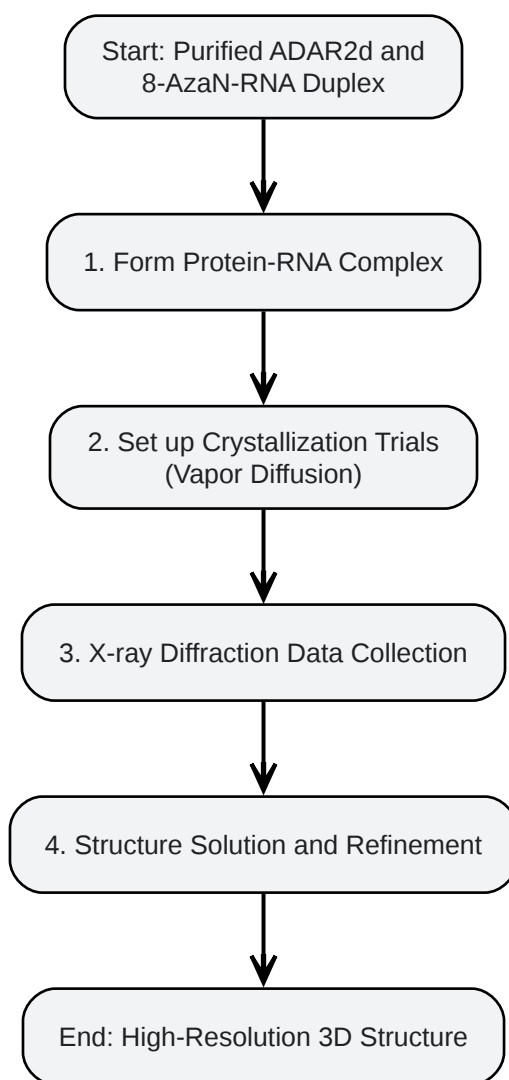 Start: Purified ADAR2d and
8-AzaN-RNA Duplex
1. Form Protein-RNA Complex
2. Set up Crystallization Trials
(Vapor Diffusion)
3. X-ray Diffraction Data Collection
4. Structure Solution and Refinement
End: High-Resolution 3D Structure